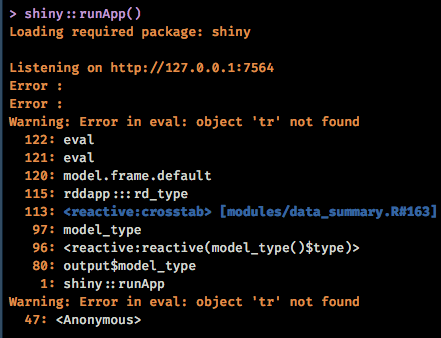 > shiny::runApp()
Loading required package: shiny
Listening on http://127.0.0.1:7564
Error :
Error :
Warning: Error in eval: object 'tr' not found
122: eval
121: eval
120: model.frame.default
115: rddapp:::rd_type
113: <reactive:crosstab> [modules/data_summary.R#163]
97: model_type
96: <reactive:reactive(model_type()$type)>
80: output$model_type
1: shiny::runApp
Warning: Error in eval: object 'tr' not found
47: <Anonymous>